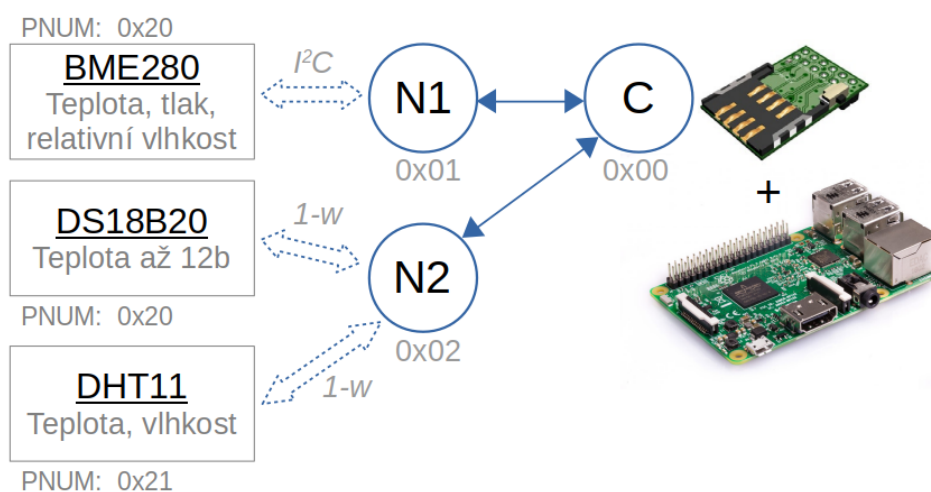 PNUM: 0x20
BME280
Teplota, tlak,
relativní vlhkost
I²C
N1
0x01
C
0x00
+
DS18B20
Teplota až 12b
PNUM: 0x20
1-w
N2
0x02
DHT11
Teplota, vlhkost
PNUM: 0x21
1-w